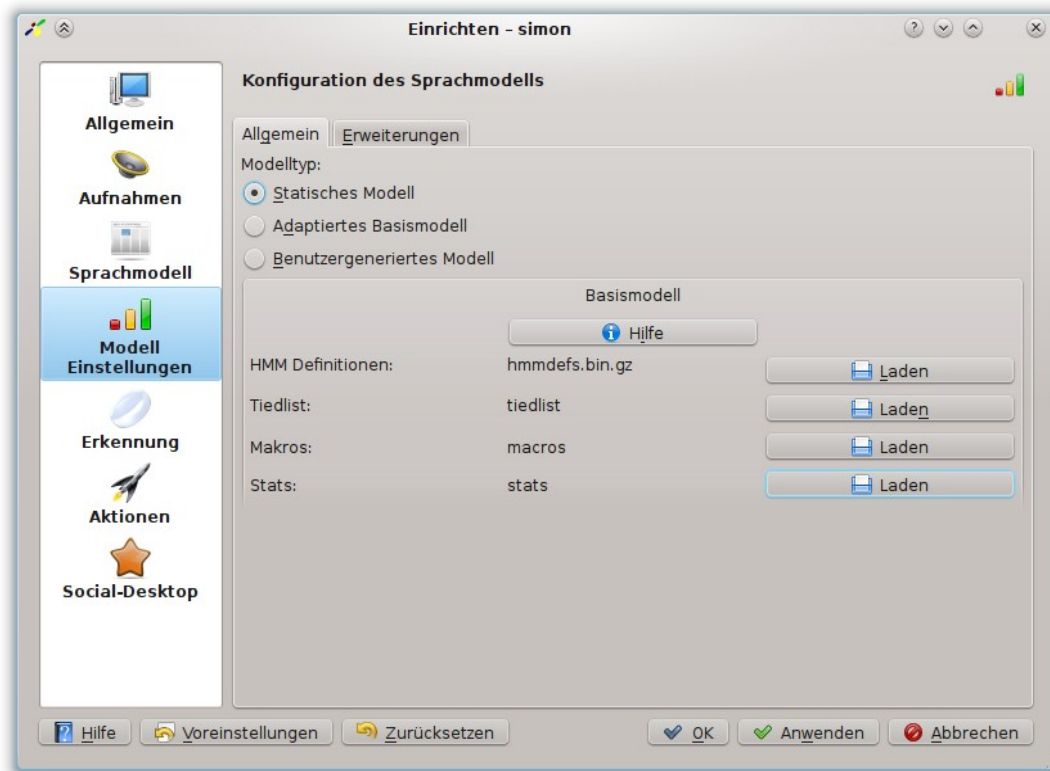 Einrichten – simon
Allgemein
Aufnahmen
Sprachmodell
Modell
Einstellungen
Erkennung
Aktionen
Social-Desktop
Konfiguration des Sprachmodells
Allgemein
Erweiterungen
Modelltyp:
Statisches Modell
Adaptiertes Basismodell
Benutzergeneriertes Modell
Basismodell
Hilfe
HMM Definitionen: hmmdefs.bin.gz Laden
Tiedlist: tiedlist Laden
Makros: macros Laden
Stats: stats Laden
Hilfe Voreinstellungen Zurücksetzen OK Anwenden Abbrechen